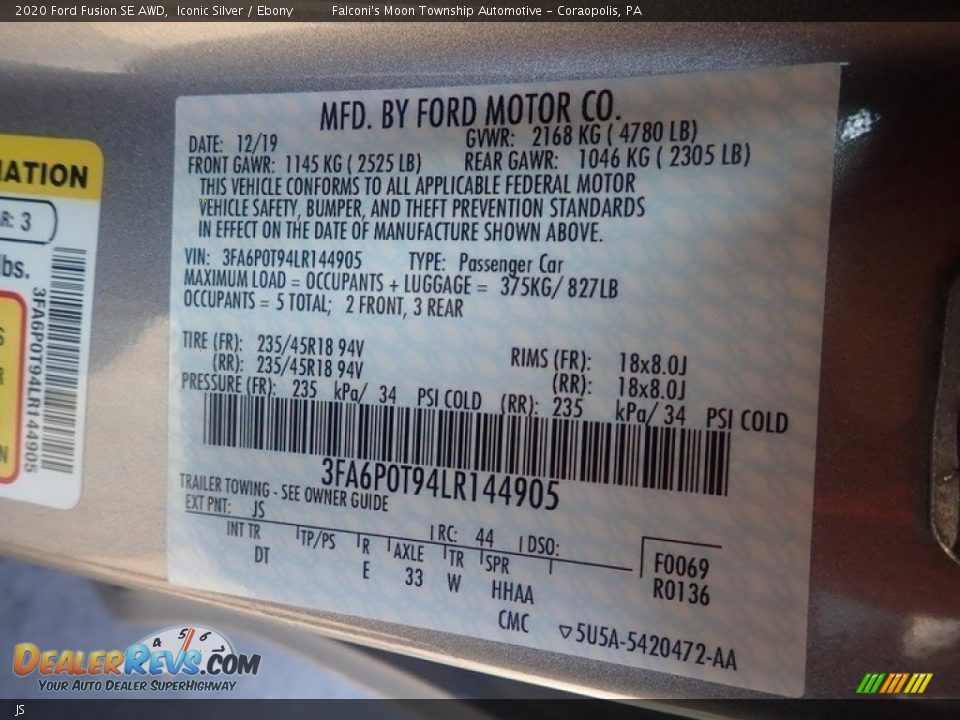 2020 Ford Fusion SE AWD, Iconic Silver / Ebony Falconi's Moon Township Automotive - Coraopolis, PA
MFD. BY FORD MOTOR CO.
DATE: 12/19 GVWR: 2168 KG ( 4780 LB)
FRONT GAWR: 1145 KG ( 2525 LB) REAR GAWR: 1046 KG ( 2305 LB)
THIS VEHICLE CONFORMS TO ALL APPLICABLE FEDERAL MOTOR
VEHICLE SAFETY, BUMPER, AND THEFT PREVENTION STANDARDS
IN EFFECT ON THE DATE OF MANUFACTURE SHOWN ABOVE.
VIN: 3FA6P0T94LR144905 TYPE: Passenger Car
MAXIMUM LOAD = OCCUPANTS + LUGGAGE = 375KG/ 827LB
OCCUPANTS = 5 TOTAL; 2 FRONT, 3 REAR
TIRE (FR): 235/45R18 94V RIMS (FR): 18x8.0J
(RR): 235/45R18 94V (RR): 18x8.0J
PRESSURE (FR): 235 kPa/ 34 PSI COLD (RR): 235 kPa/ 34 PSI COLD
3FA6P0T94LR144905
TRAILER TOWING - SEE OWNER GUIDE
EXT PNT: JS RC: 44 DSO:
INT TR TP/PS R AXLE TR SPR F0069
DT E 33 W HHAA R0136
CMC ▽5U5A-5420472-AA
3
lbs.
3FA6P0T94LR144905
4 5 6
DealerRevs.com
Your Auto Dealer SuperHighway
JS